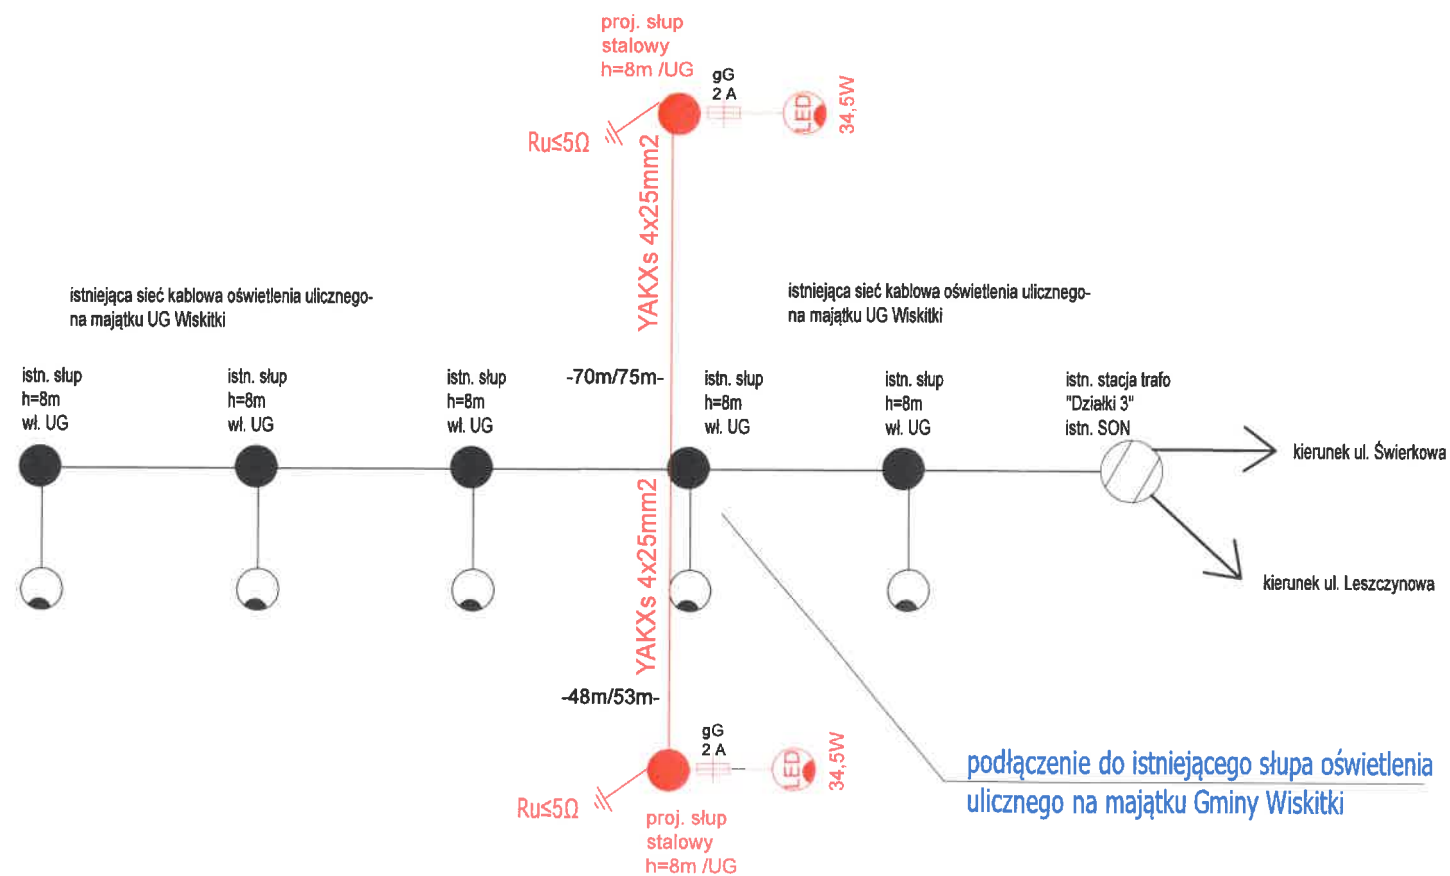 proj. słup
stalowy
h=8m /UG
gG
2 A
LED
34,5W
Ru≤5Ω
YAKXs 4x25mm2
istniejąca sieć kablowa oświetlenia ulicznego-
na majątku UG Wiskitki
istniejąca sieć kablowa oświetlenia ulicznego-
na majątku UG Wiskitki
istn. słup
h=8m
wł. UG
istn. słup
h=8m
wł. UG
istn. słup
h=8m
wł. UG
-70m/75m-
istn. słup
h=8m
wł. UG
istn. słup
h=8m
wł. UG
istn. stacja trafo
"Działki 3"
istn. SON
kierunek ul. Świerkowa
kierunek ul. Leszczynowa
YAKXs 4x25mm2
-48m/53m-
gG
2 A
LED
34,5W
Ru≤5Ω
proj. słup
stalowy
h=8m /UG
podłączenie do istniejącego słupa oświetlenia
ulicznego na majątku Gminy Wiskitki